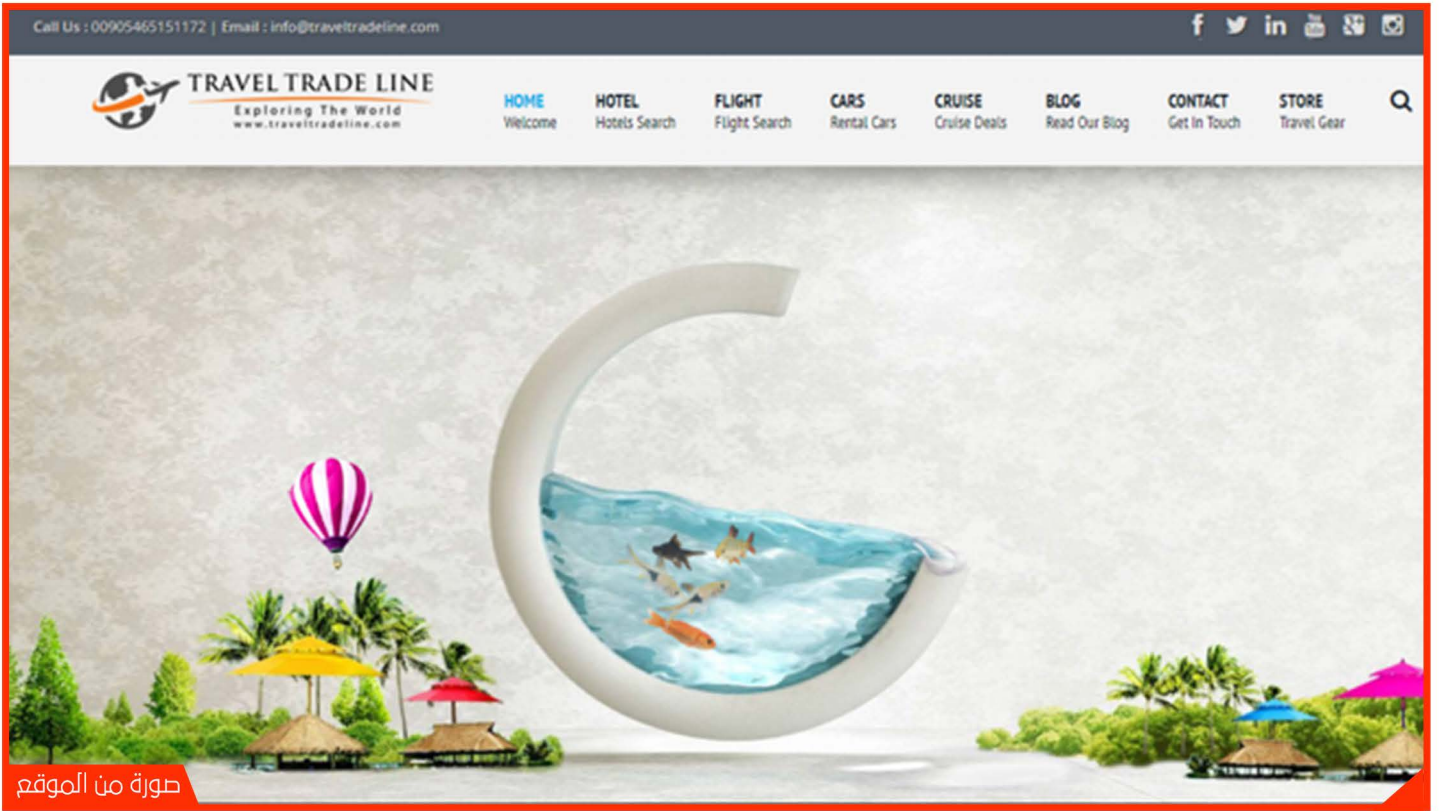 Call Us : 00905465151172 | Email : info@traveltradeline.com
TRAVEL TRADE LINE
Exploring The World
www.traveltradeline.com
HOME
Welcome
HOTEL
Hotels Search
FLIGHT
Flight Search
CARS
Rental Cars
CRUISE
Cruise Deals
BLOG
Read Our Blog
CONTACT
Get In Touch
STORE
Travel Gear
صورة من الموقع